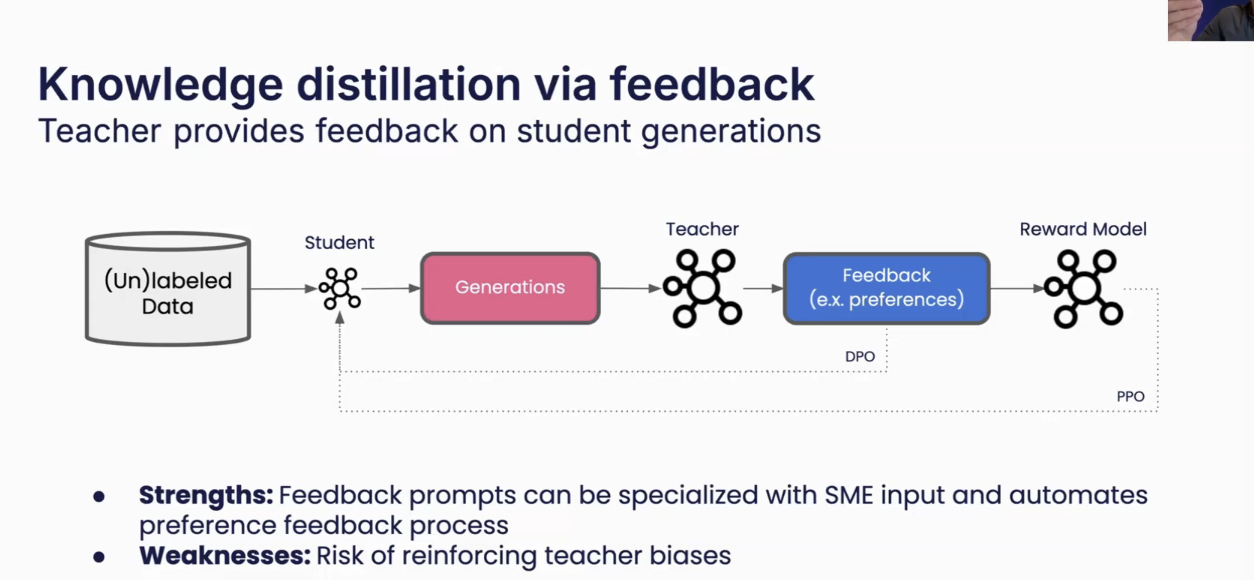 Knowledge distillation via feedback
Teacher provides feedback on student generations
(Un)labeled
Data
Student
Generations
Teacher
Feedback
(e.x. preferences)
Reward Model
DPO
PPO
● Strengths: Feedback prompts can be specialized with SME input and automates
preference feedback process
● Weaknesses: Risk of reinforcing teacher biases